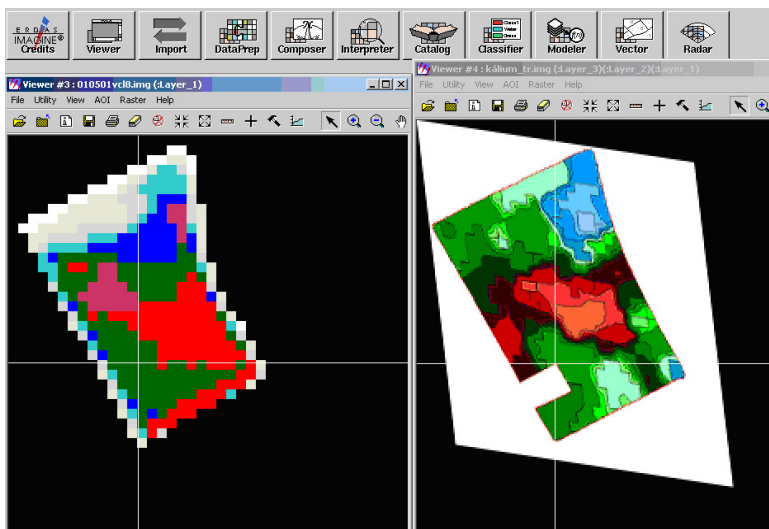 ERDAS
IMAGINE®
Credits
Viewer
Import
DataPrep
Composer
Interpreter
Catalog
Classifier
Modeler
Vector
Radar
Viewer #3 : 010501vcl8.img (:Layer_1)
File Utility View AOI Raster Help
Viewer #4 : kálium_tr.img (:Layer_3)(:Layer_2)(:Layer_1)
File Utility View AOI Raster Help